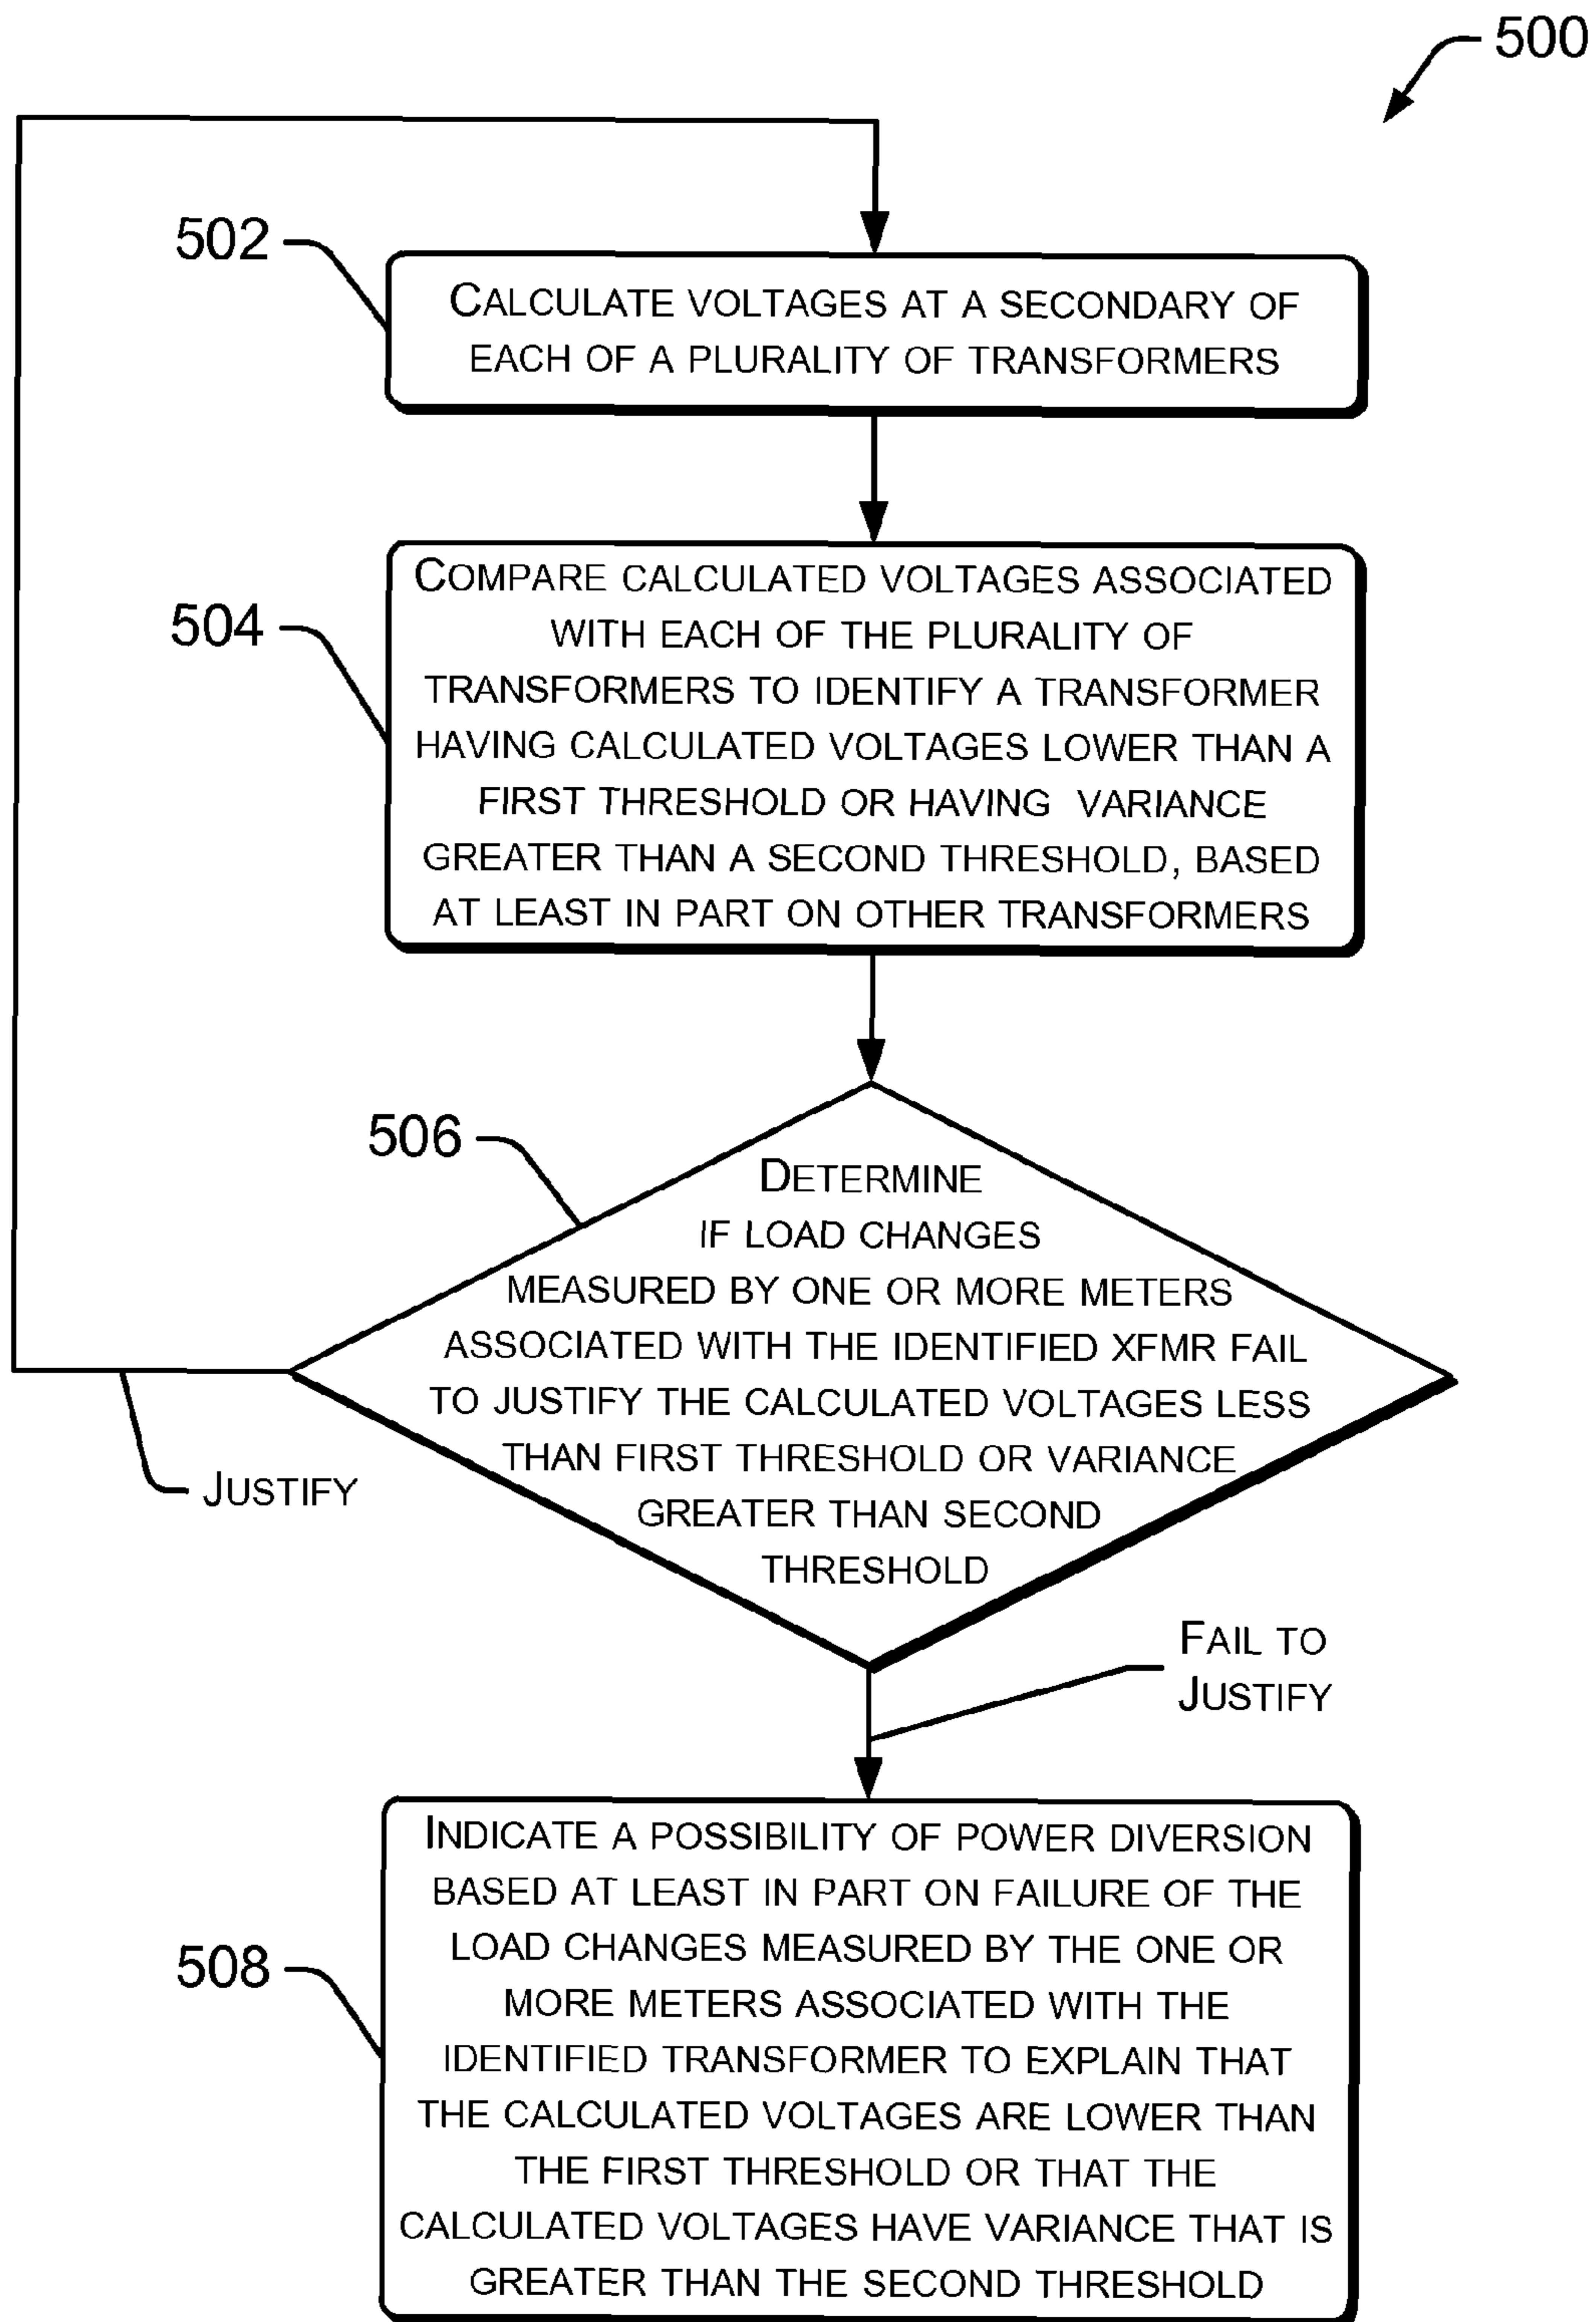 500
502
CALCULATE VOLTAGES AT A SECONDARY OF
EACH OF A PLURALITY OF TRANSFORMERS
504
COMPARE CALCULATED VOLTAGES ASSOCIATED
WITH EACH OF THE PLURALITY OF
TRANSFORMERS TO IDENTIFY A TRANSFORMER
HAVING CALCULATED VOLTAGES LOWER THAN A
FIRST THRESHOLD OR HAVING VARIANCE
GREATER THAN A SECOND THRESHOLD, BASED
AT LEAST IN PART ON OTHER TRANSFORMERS
506
DETERMINE
IF LOAD CHANGES
MEASURED BY ONE OR MORE METERS
ASSOCIATED WITH THE IDENTIFIED XFMR FAIL
TO JUSTIFY THE CALCULATED VOLTAGES LESS
THAN FIRST THRESHOLD OR VARIANCE
GREATER THAN SECOND
THRESHOLD
JUSTIFY
FAIL TO
JUSTIFY
508
INDICATE A POSSIBILITY OF POWER DIVERSION
BASED AT LEAST IN PART ON FAILURE OF THE
LOAD CHANGES MEASURED BY THE ONE OR
MORE METERS ASSOCIATED WITH THE
IDENTIFIED TRANSFORMER TO EXPLAIN THAT
THE CALCULATED VOLTAGES ARE LOWER THAN
THE FIRST THRESHOLD OR THAT THE
CALCULATED VOLTAGES HAVE VARIANCE THAT IS
GREATER THAN THE SECOND THRESHOLD